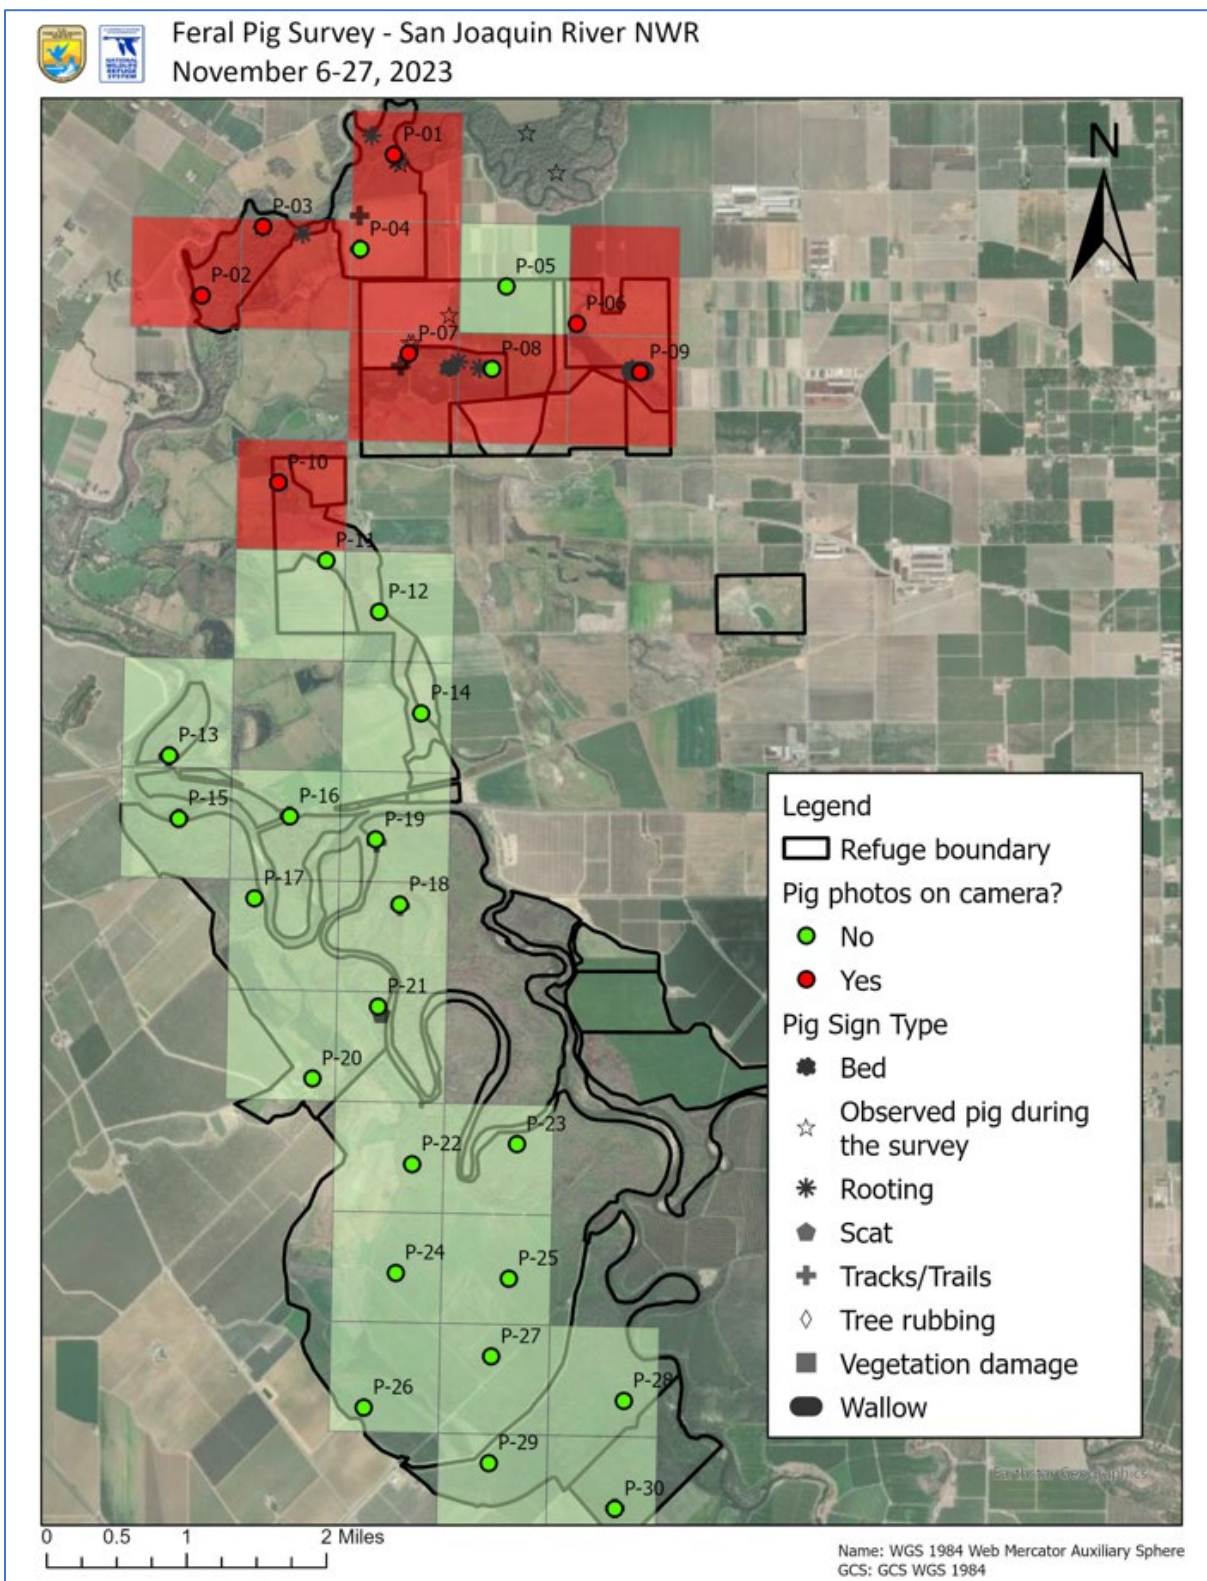 Feral Pig Survey - San Joaquin River NWR
November 6-27, 2023
NATIONAL
WILDLIFE
REFUGE
SYSTEM
N
P-01
P-03
P-04
P-02
P-05
P-06
P-07
P-08
P-09
P-10
P-11
P-12
P-14
P-13
P-15
P-16
P-19
P-17
P-18
P-21
P-20
P-23
P-22
P-24
P-25
P-27
P-28
P-26
P-29
P-30
Legend
Refuge boundary
Pig photos on camera?
No
Yes
Pig Sign Type
Bed
Observed pig during
the survey
Rooting
Scat
Tracks/Trails
Tree rubbing
Vegetation damage
Wallow
Earthstar Geographics
0 0.5 1 2 Miles
Name: WGS 1984 Web Mercator Auxiliary Sphere
GCS: GCS WGS 1984